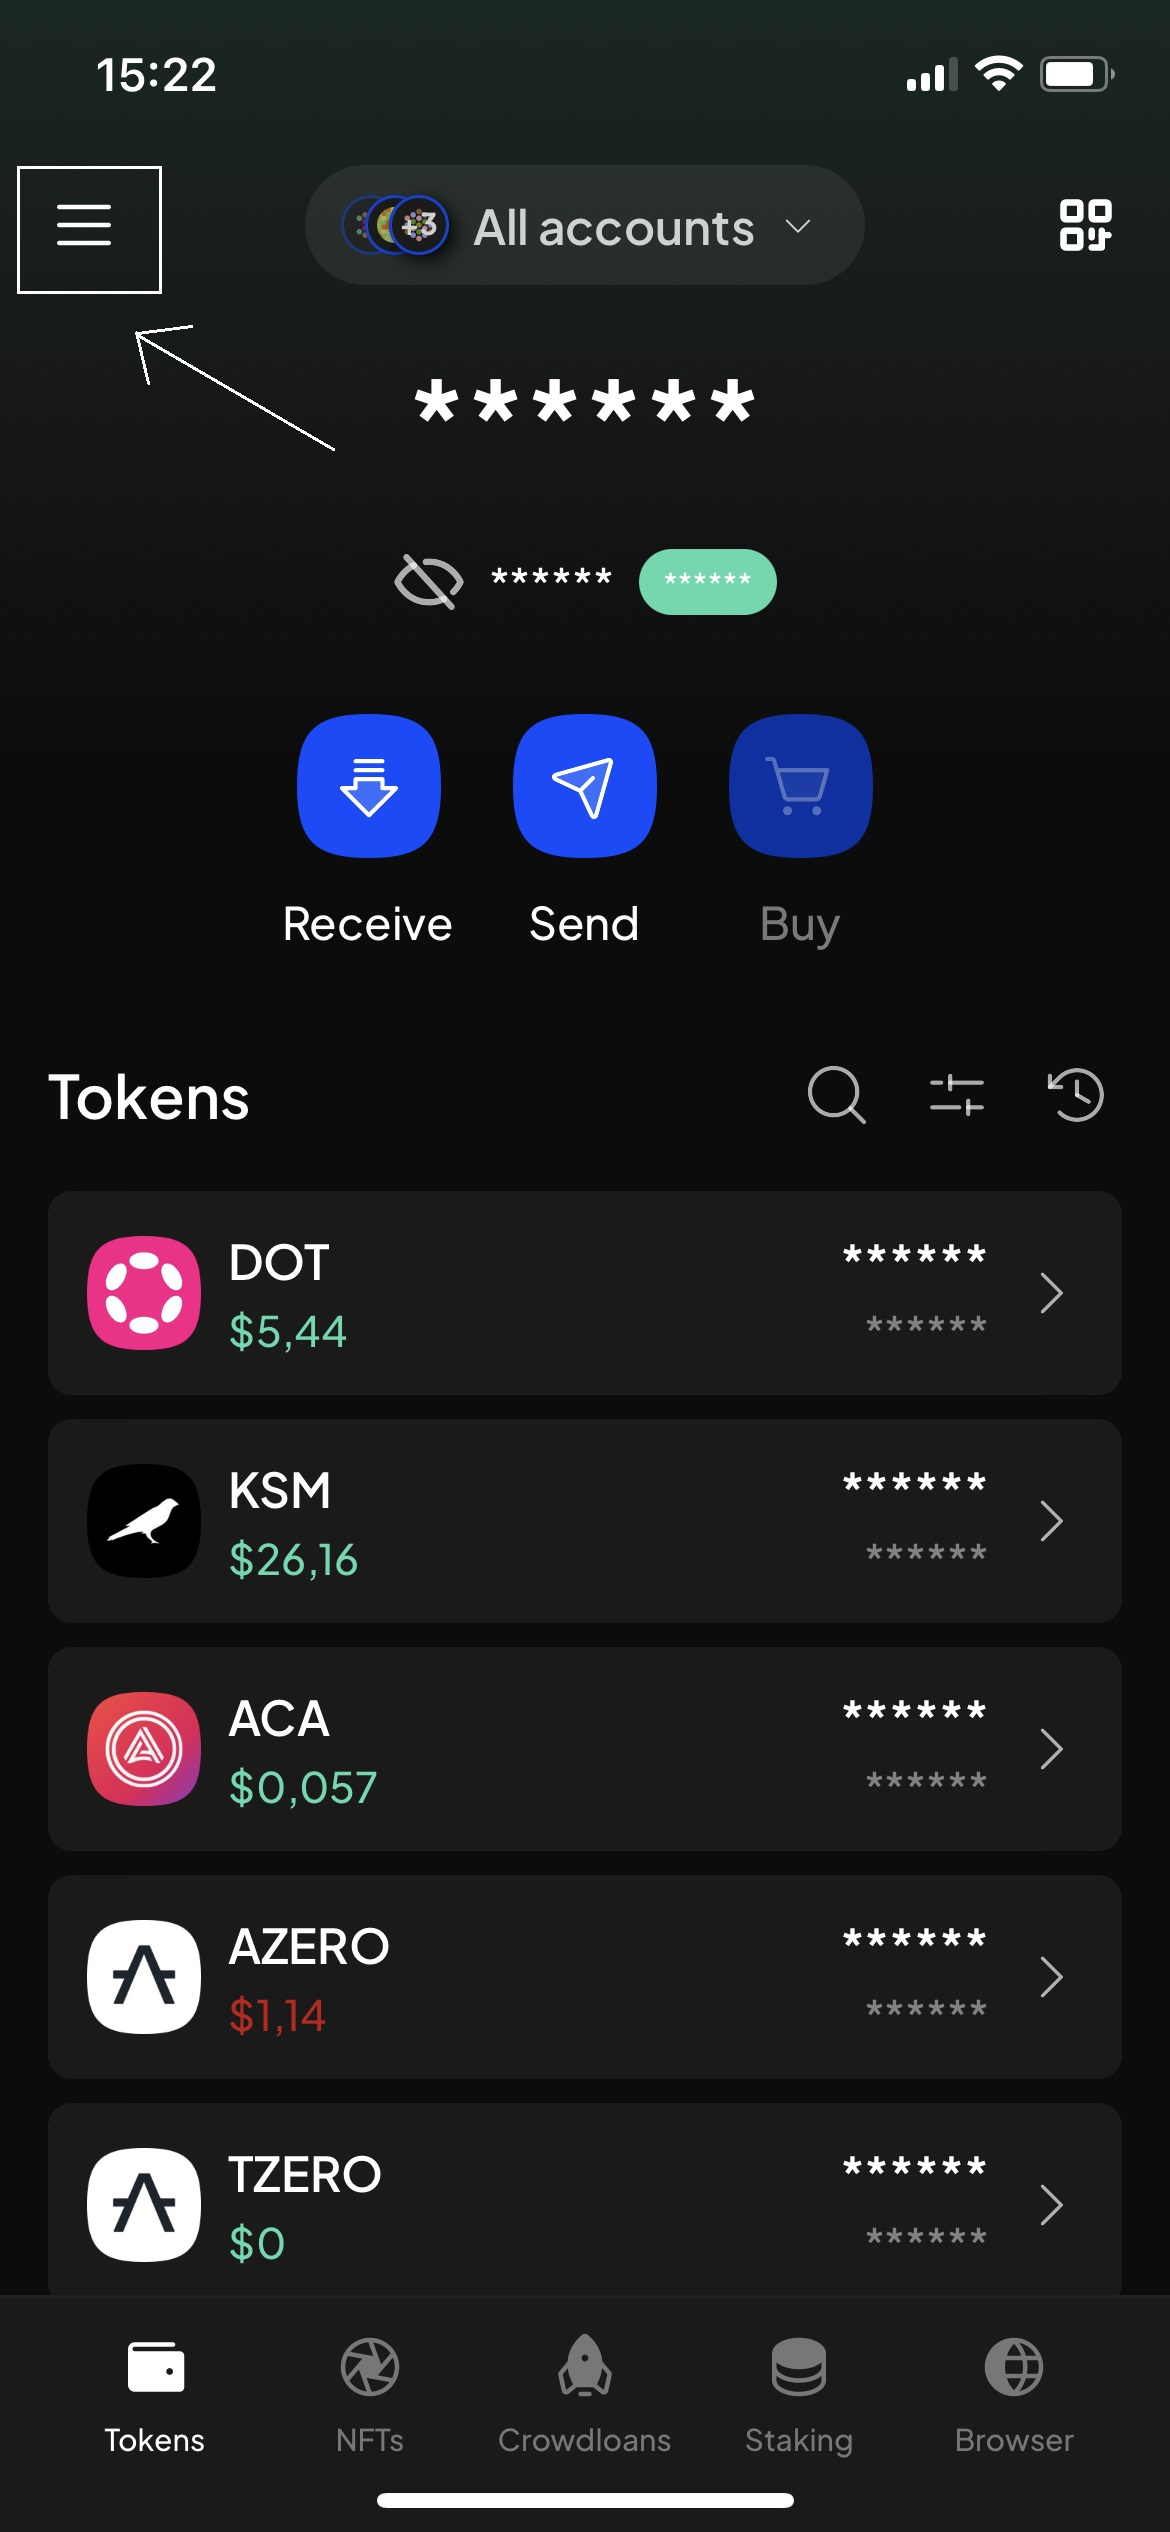 15:22
+3 All accounts
******
****** ******
Receive Send Buy
Tokens
DOT ******
$5,44 ******
KSM ******
$26,16 ******
ACA ******
$0,057 ******
AZERO ******
$1,14 ******
TZERO ******
$0 ******
Tokens NFTs Crowdloans Staking Browser